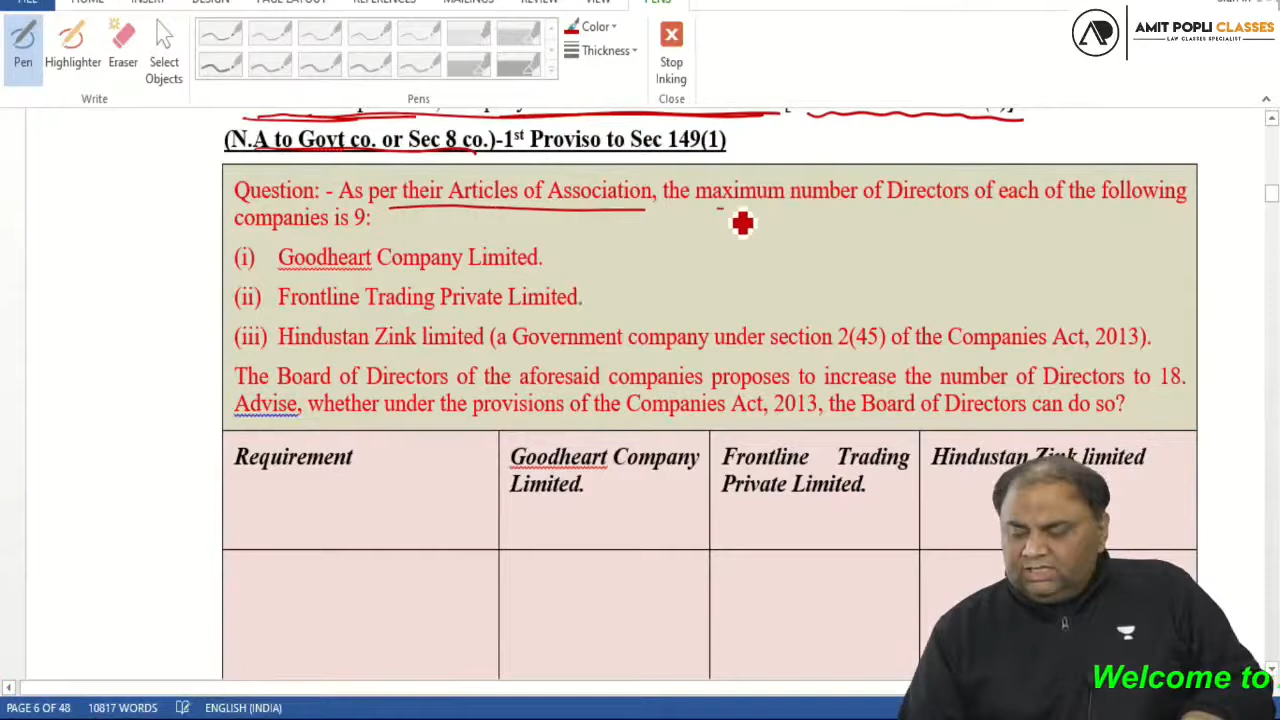 FILE HOME INSERT DESIGN PAGE LAYOUT REFERENCES MAILINGS REVIEW VIEW PENS Sign in
Pen Highlighter Eraser Select Objects
Color
Thickness
Stop Inking
Write Pens Close
AMIT POPLI CLASSES
LAW CLASSES SPECIALIST
(N.A to Govt co. or Sec 8 co.)-1st Proviso to Sec 149(1)
Question: - As per their Articles of Association, the maximum number of Directors of each of the following
companies is 9:
(i) Goodheart Company Limited.
(ii) Frontline Trading Private Limited.
(iii) Hindustan Zink limited (a Government company under section 2(45) of the Companies Act, 2013).
The Board of Directors of the aforesaid companies proposes to increase the number of Directors to 18.
Advise, whether under the provisions of the Companies Act, 2013, the Board of Directors can do so?
Requirement Goodheart Company Frontline Trading Hindustan Zink limited
Limited. Private Limited.
Welcome to
PAGE 6 OF 48 10817 WORDS ENGLISH (INDIA)